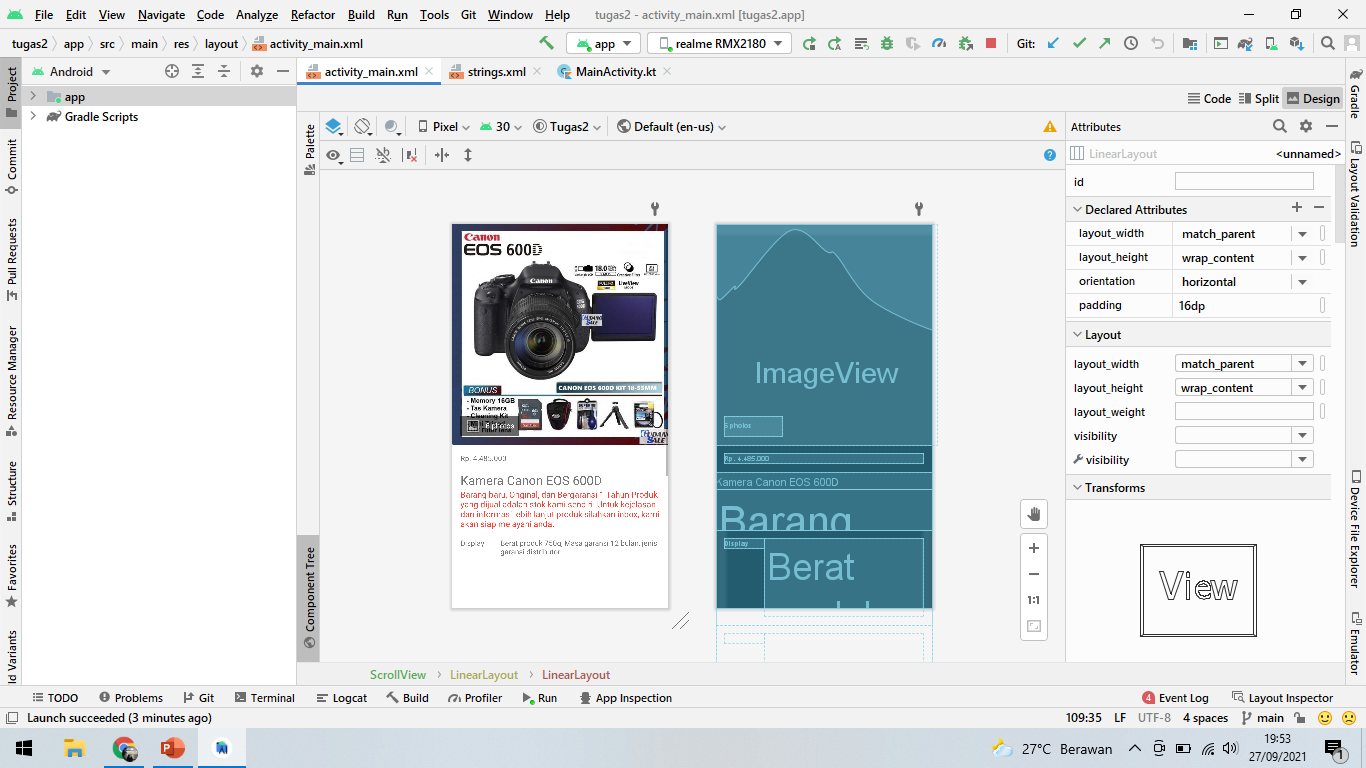 File Edit View Navigate Code Analyze Refactor Build Run Tools Git Window Help tugas2 - activity_main.xml [tugas2.app]
tugas2 app src main res layout activity_main.xml app realme RMX2180 Git:
Android activity_main.xml strings.xml MainActivity.kt
Project
Commit
Pull Requests
Resource Manager
Structure
Favorites
ld Variants
app
Gradle Scripts
Code Split Design
Palette
Component Tree
Pixel 30 Tugas2 Default (en-us)
Canon
EOS 600D
18.0
Canon
BONUS CANON EOS 600D KIT 18-55MM
- Memory 16GB
- Tas Kamera
- Cleaning Kit
6 photos
Rp. 4.485.000
Kamera Canon EOS 600D
Barang baru, Original, dan Bergaransi 1 Tahun Produk
yang dijual adalah stok kami sendiri. Untuk kejelasan
dan informasi lebih lanjut produk silahkan inbox, kami
akan siap melayani anda.
Display Berat produk 750g, Masa garansi 12 bulan, jenis
garansi distributor
ImageView
6 photos
Rp. 4.485.000
Kamera Canon EOS 600D
Barang
Display
Berat
1:1
Attributes
LinearLayout <unnamed>
id
Declared Attributes
layout_width match_parent
layout_height wrap_content
orientation horizontal
padding 16dp
Layout
layout_width match_parent
layout_height wrap_content
layout_weight
visibility
visibility
Transforms
View
Gradle
Layout Validation
Device File Explorer
Emulator
ScrollView LinearLayout LinearLayout
TODO Problems Git Terminal Logcat Build Profiler Run App Inspection 4 Event Log Layout Inspector
Launch succeeded (3 minutes ago) 109:35 LF UTF-8 4 spaces main
27°C Berawan 19:53
27/09/2021
1